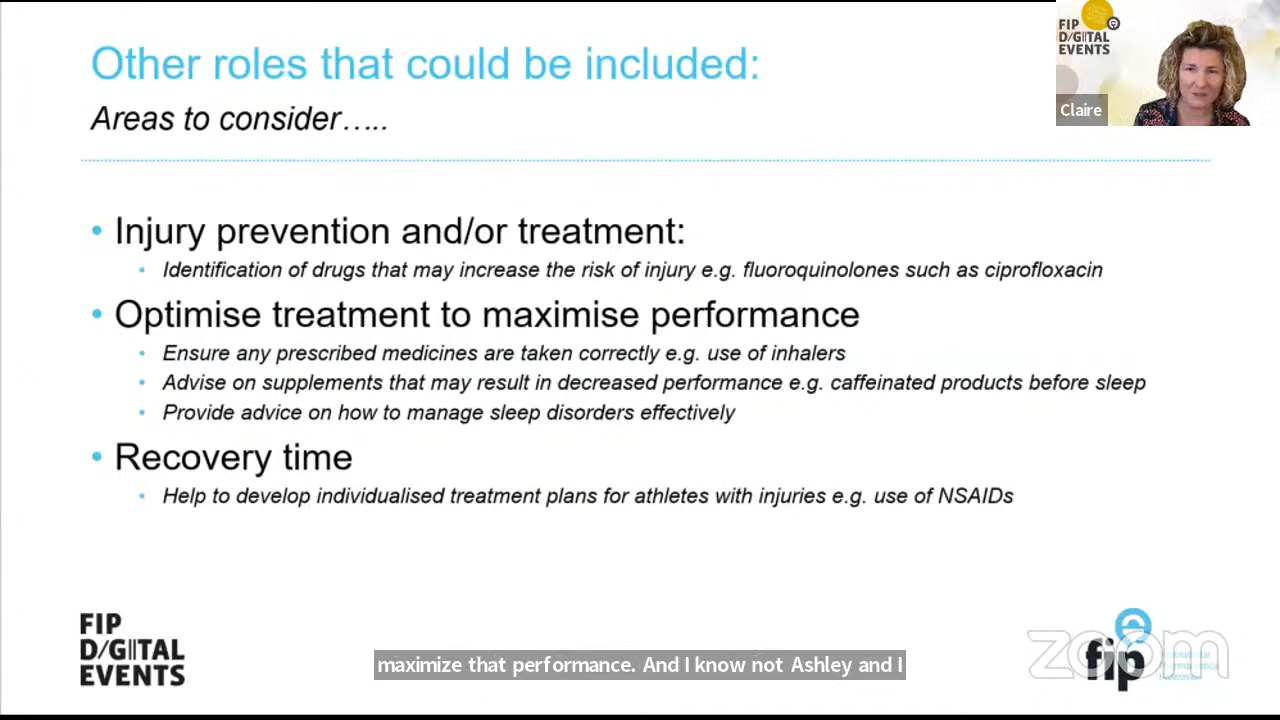 Other roles that could be included:
Areas to consider.....
FIP
D/G|TAL
EVENTS
Claire
• Injury prevention and/or treatment:
• Identification of drugs that may increase the risk of injury e.g. fluoroquinolones such as ciprofloxacin
• Optimise treatment to maximise performance
• Ensure any prescribed medicines are taken correctly e.g. use of inhalers
• Advise on supplements that may result in decreased performance e.g. caffeinated products before sleep
• Provide advice on how to manage sleep disorders effectively
• Recovery time
• Help to develop individualised treatment plans for athletes with injuries e.g. use of NSAIDs
FIP
D/G|TAL
EVENTS
maximize that performance. And I know not Ashley and I
zoom
fip